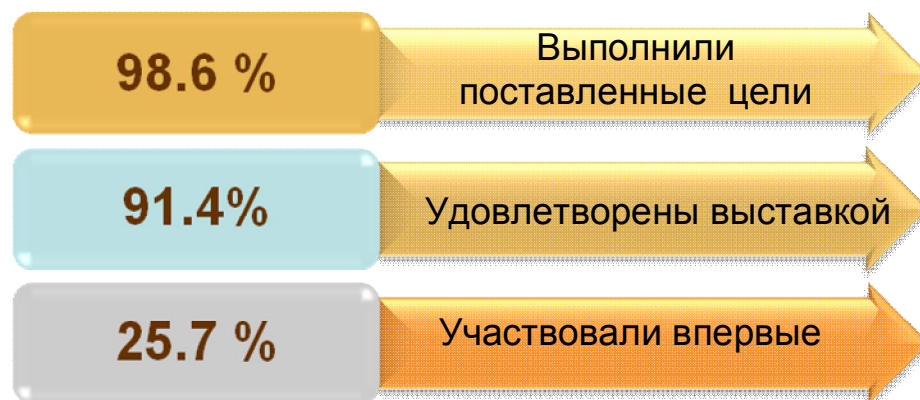 98.6 %
Выполнили
поставленные цели
91.4%
Удовлетворены выставкой
25.7 %
Участвовали впервые